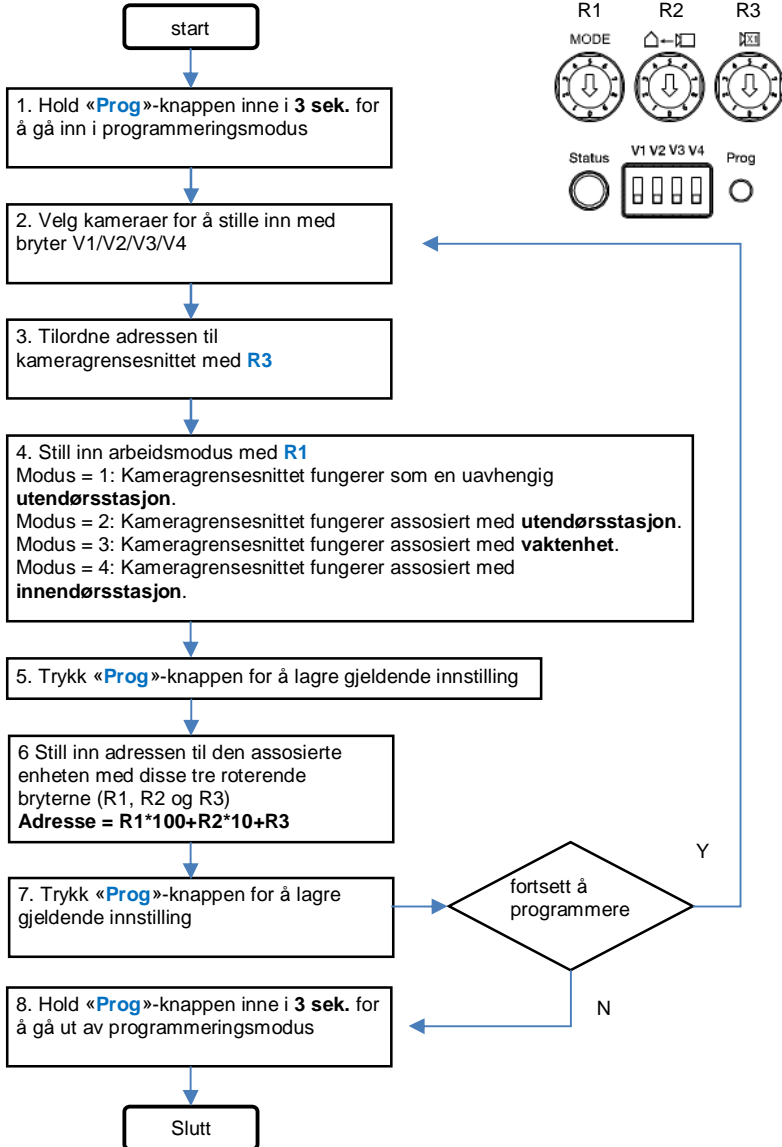 start
R1 R2 R3
MODE
X1
1. Hold «Prog»-knappen inne i 3 sek. for
å gå inn i programmeringsmodus
Status V1 V2 V3 V4 Prog
2. Velg kameraer for å stille inn med
bryter V1/V2/V3/V4
3. Tilordne adressen til
kameragrensesnittet med R3
4. Still inn arbeidsmodus med R1
Modus = 1: Kameragrensesnittet fungerer som en uavhengig
utendørsstasjon.
Modus = 2: Kameragrensesnittet fungerer assosiert med utendørsstasjon.
Modus = 3: Kameragrensesnittet fungerer assosiert med vaktenhet.
Modus = 4: Kameragrensesnittet fungerer assosiert med
innendørsstasjon.
5. Trykk «Prog»-knappen for å lagre gjeldende innstilling
6 Still inn adressen til den assosierte
enheten med disse tre roterende
bryterne (R1, R2 og R3)
Adresse = R1*100+R2*10+R3
7. Trykk «Prog»-knappen for å lagre
gjeldende innstilling
fortsett å
programmere
Y
N
8. Hold «Prog»-knappen inne i 3 sek. for
å gå ut av programmeringsmodus
Slutt